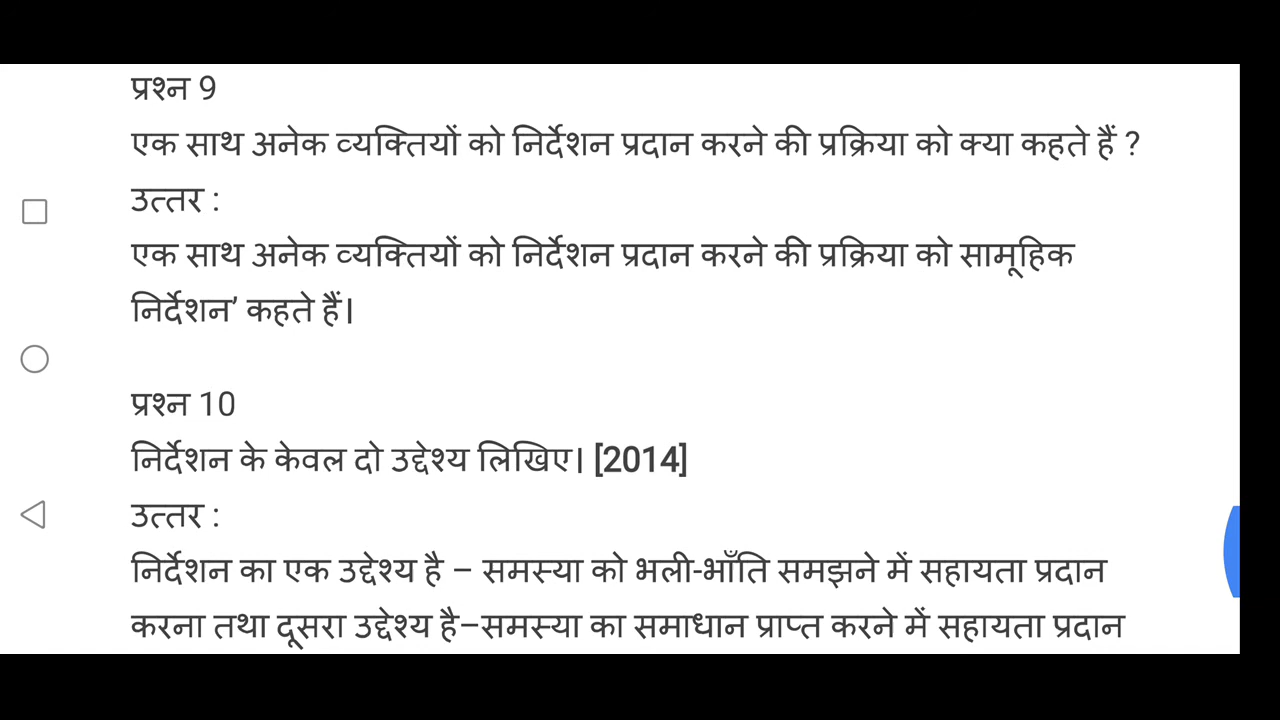 प्रश्न 9
एक साथ अनेक व्यक्तियों को निर्देशन प्रदान करने की प्रक्रिया को क्या कहते हैं ?
उत्तर :
एक साथ अनेक व्यक्तियों को निर्देशन प्रदान करने की प्रक्रिया को सामूहिक
निर्देशन’ कहते हैं।
प्रश्न 10
निर्देशन के केवल दो उद्देश्य लिखिए। [2014]
उत्तर :
निर्देशन का एक उद्देश्य है – समस्या को भली-भाँति समझने में सहायता प्रदान
करना तथा दूसरा उद्देश्य है–समस्या का समाधान प्राप्त करने में सहायता प्रदान